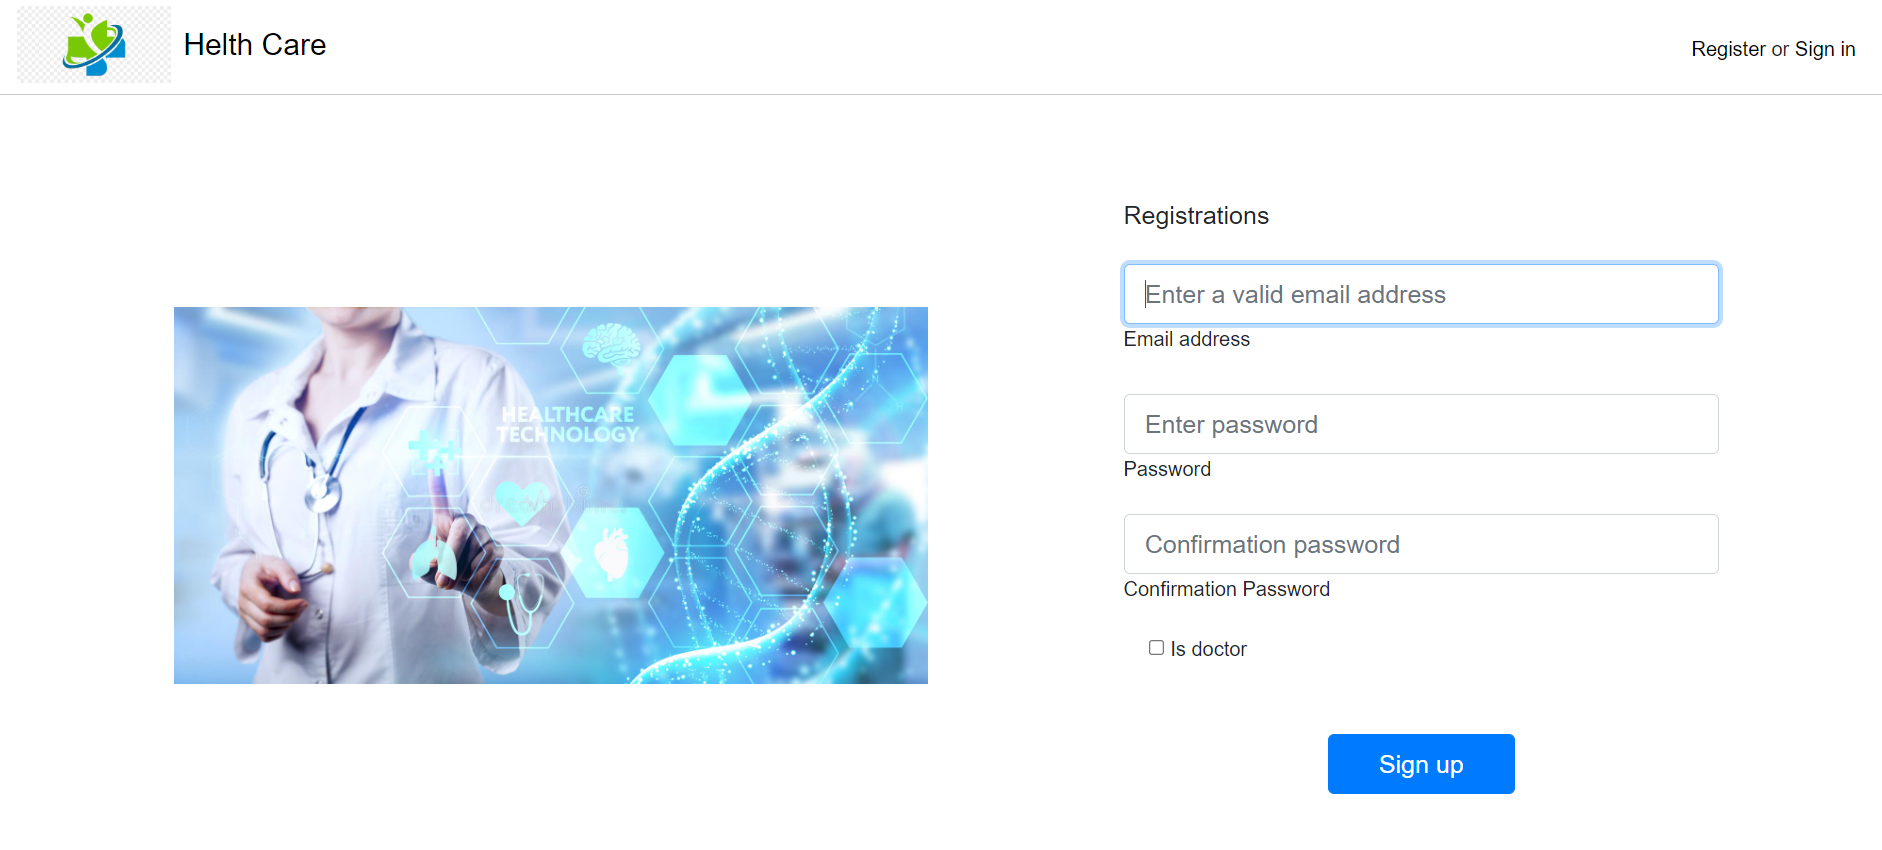 Helth Care
Register or Sign in
Registrations
Enter a valid email address
Email address
HEALTHCARE
TECHNOLOGY
Enter password
Password
Confirmation password
Confirmation Password
Is doctor
Sign up